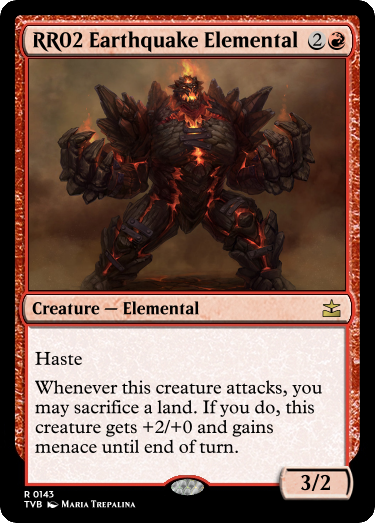 RR02 Earthquake Elemental 2
Creature — Elemental
Haste
Whenever this creature attacks, you
may sacrifice a land. If you do, this
creature gets +2/+0 and gains
menace until end of turn.
3/2
R 0143
TVB Maria Trepalina